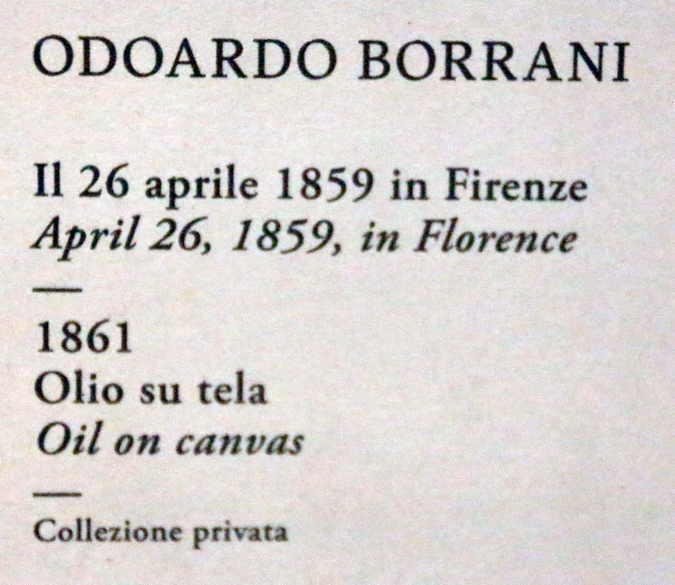 ODOARDO BORRANI
Il 26 aprile 1859 in Firenze
April 26, 1859, in Florence
—
1861
Olio su tela
Oil on canvas
—
Collezione privata